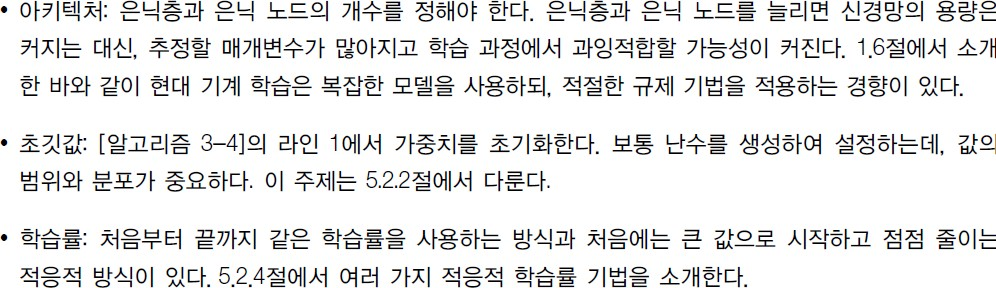 • 아키텍처: 은닉층과 은닉 노드의 개수를 정해야 한다. 은닉층과 은닉 노드를 늘리면 신경망의 용량은
커지는 대신, 추정할 매개변수가 많아지고 학습 과정에서 과잉적합할 가능성이 커진다. 1.6절에서 소개
한 바와 같이 현대 기계 학습은 복잡한 모델을 사용하되, 적절한 규제 기법을 적용하는 경향이 있다.
• 초깃값: [알고리즘 3-4]의 라인 1에서 가중치를 초기화한다. 보통 난수를 생성하여 설정하는데, 값의
범위와 분포가 중요하다. 이 주제는 5.2.2절에서 다룬다.
• 학습률: 처음부터 끝까지 같은 학습률을 사용하는 방식과 처음에는 큰 값으로 시작하고 점점 줄이는
적응적 방식이 있다. 5.2.4절에서 여러 가지 적응적 학습률 기법을 소개한다.